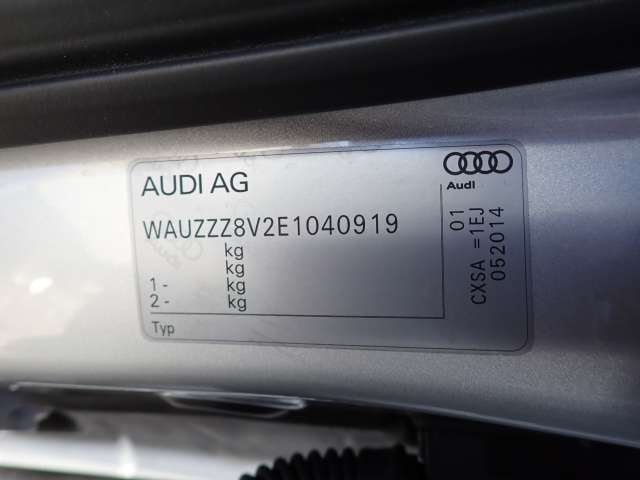 AUDI AG
Audi
WAUZZZ8V2E1040919
kg
kg
1 - kg
2 - kg
Typ
01
CXSA =1EJ
052014